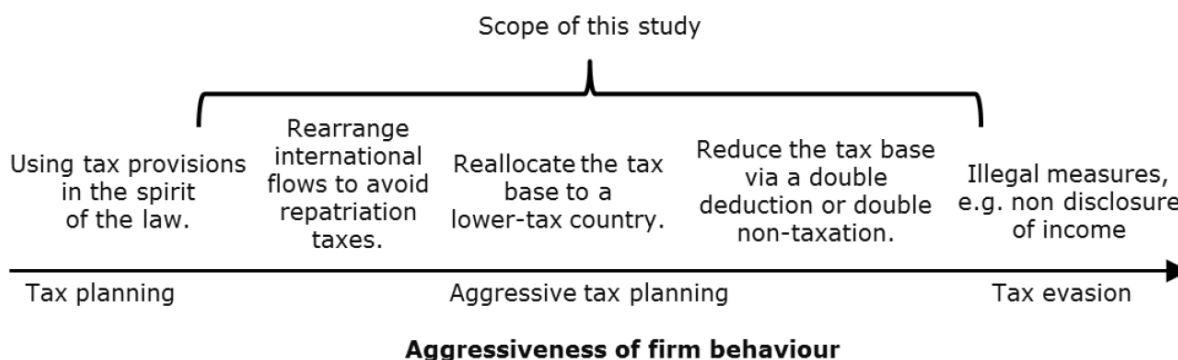 Scope of this study
Using tax provisions
in the spirit
of the law.
Rearrange
international
flows to avoid
repatriation
taxes.
Reallocate the tax
base to a
lower-tax country.
Reduce the tax base
via a double
deduction or double
non-taxation.
Illegal measures,
e.g. non disclosure
of income
Tax planning
Aggressive tax planning
Tax evasion
Aggressiveness of firm behaviour